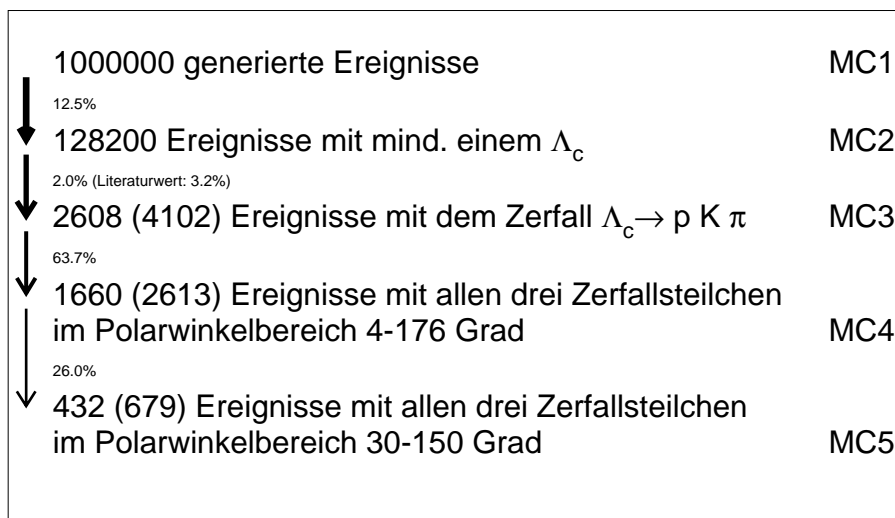 1000000 generierte Ereignisse MC1
12.5%
128200 Ereignisse mit mind. einem Λc MC2
2.0% (Literaturwert: 3.2%)
2608 (4102) Ereignisse mit dem Zerfall Λc→ p K π MC3
63.7%
1660 (2613) Ereignisse mit allen drei Zerfallsteilchen
im Polarwinkelbereich 4-176 Grad MC4
26.0%
432 (679) Ereignisse mit allen drei Zerfallsteilchen
im Polarwinkelbereich 30-150 Grad MC5